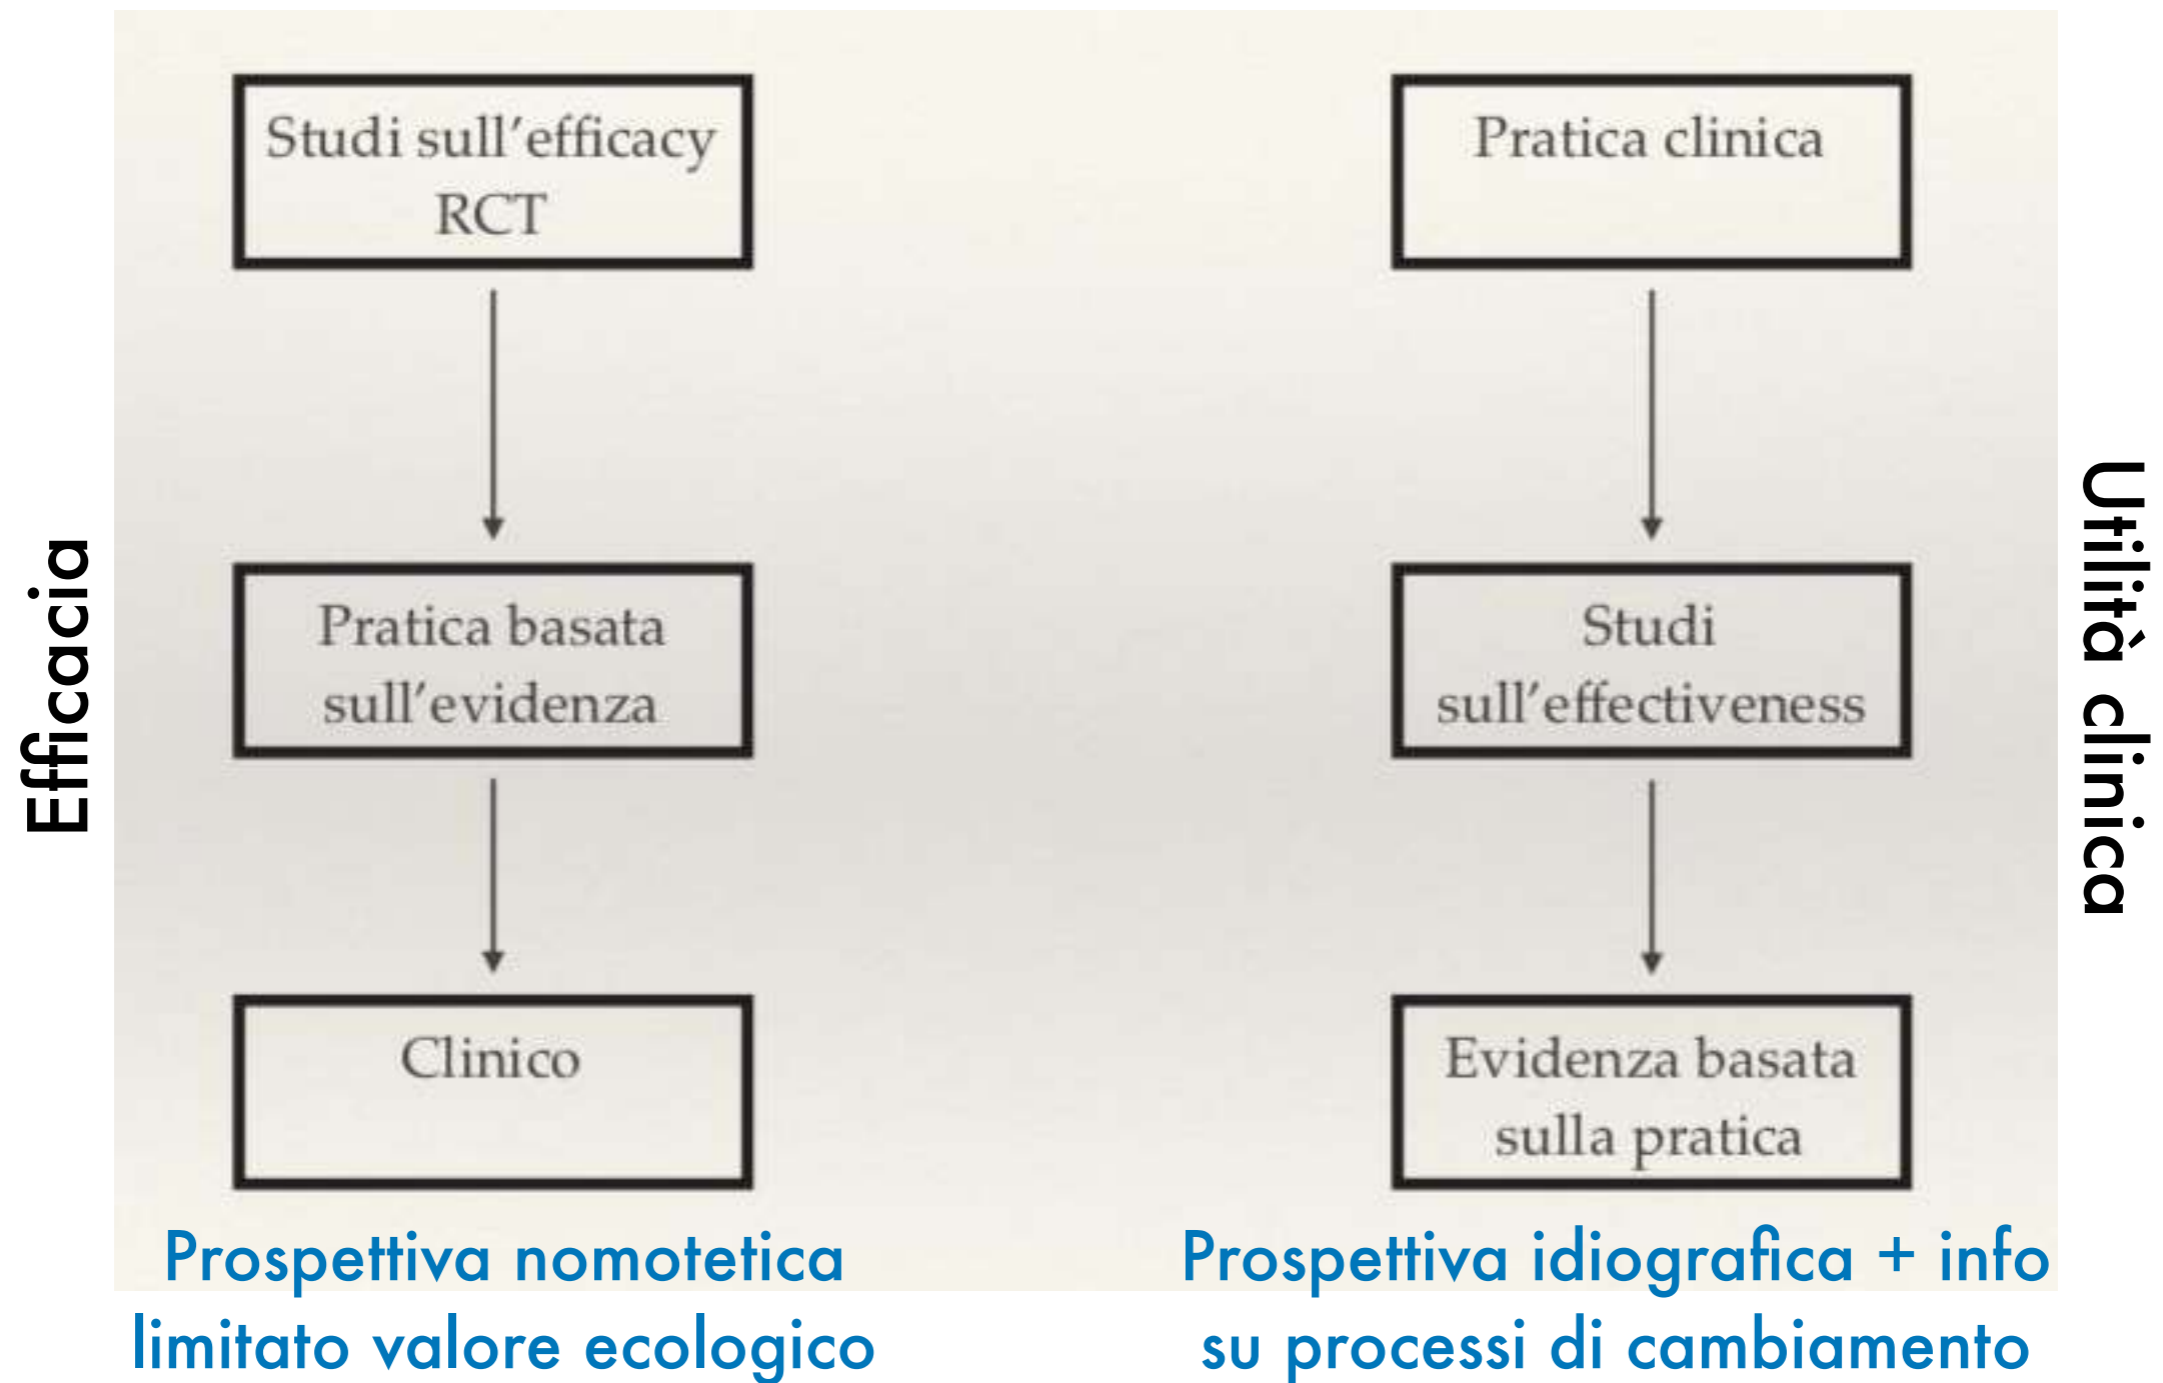 Studi sull'efficacy
RCT
Pratica clinica
Efficacia
Pratica basata
sull'evidenza
Studi
sull'effectiveness
Utilità clinica
Clinico
Evidenza basata
sulla pratica
Prospettiva nomotetica
limitato valore ecologico
Prospettiva idiografica + info
su processi di cambiamento